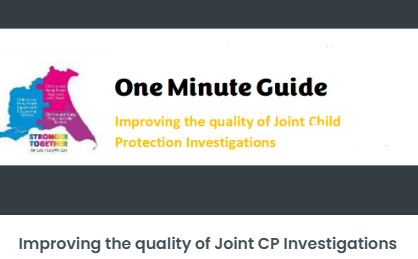 One Minute Guide
Improving the quality of Joint Child
Protection Investigations
STRONGER
TOGETHER
Improving the quality of Joint CP Investigations